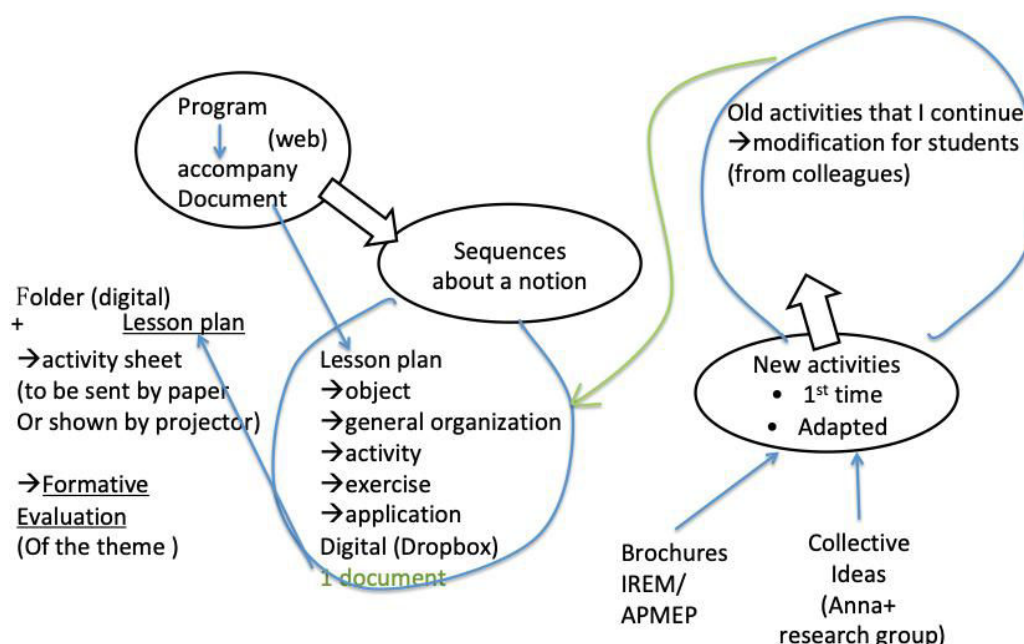 Program
(web)
accompany
Document
Sequences
about a notion
Old activities that I continue
→modification for students
(from colleagues)
Folder (digital)
+ Lesson plan
→activity sheet
(to be sent by paper
Or shown by projector)
→Formative
Evaluation
(Of the theme )
Lesson plan
→object
→general organization
→activity
→exercise
→application
Digital (Dropbox)
1 document
New activities
• 1st time
• Adapted
Brochures
IREM/
APMEP
Collective
Ideas
(Anna+
research group)